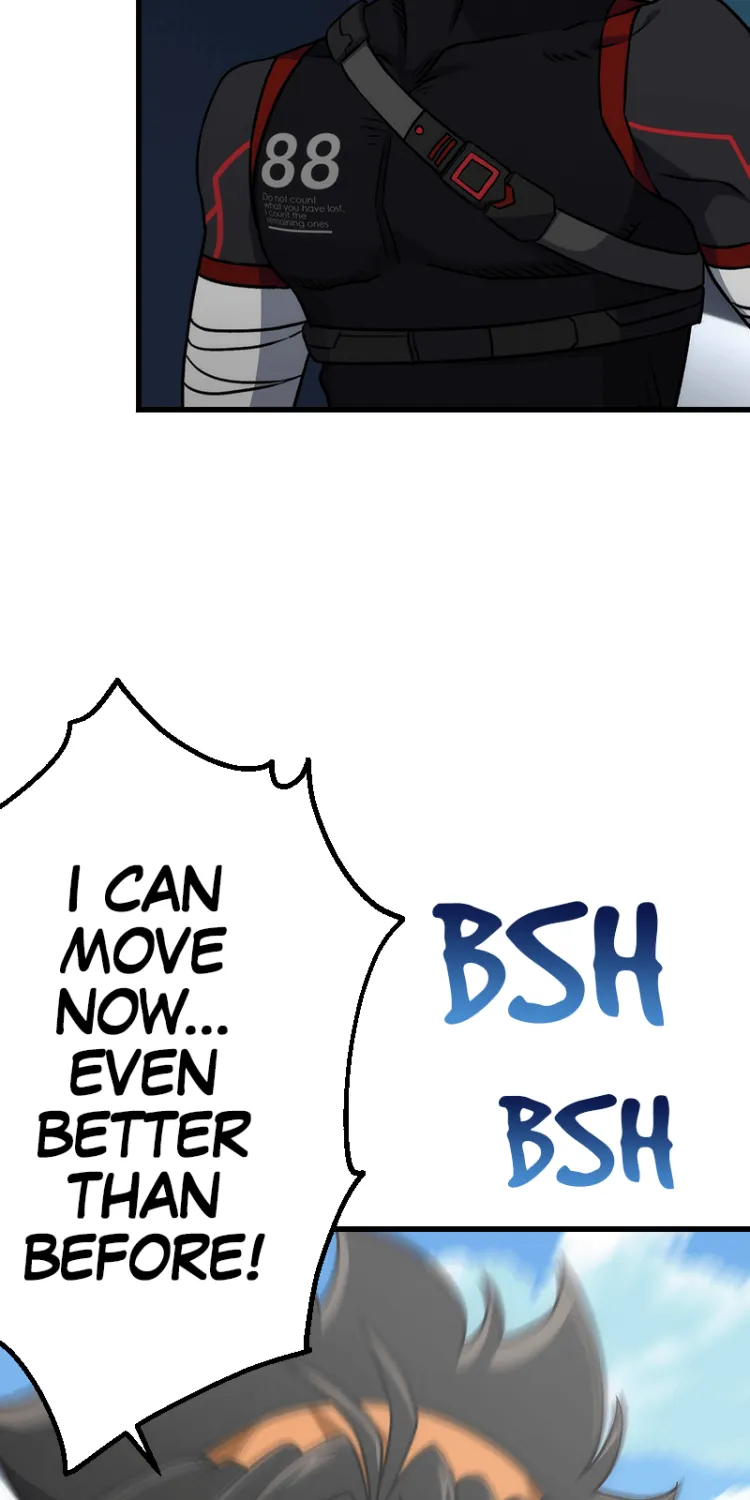 88
Do not count
what you have lost,
I count the
remaining ones
I CAN
MOVE
NOW...
EVEN
BETTER
THAN
BEFORE!
BSH
BSH